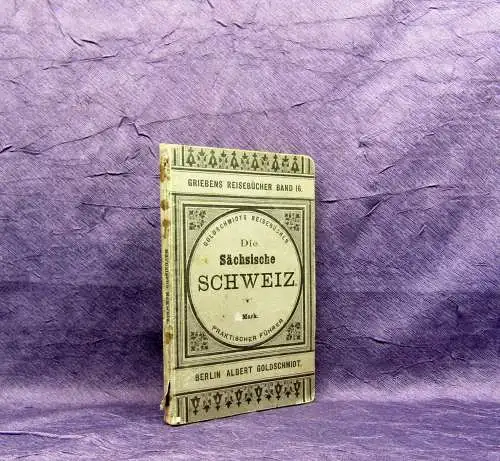 GRIEBENS REISEBÜCHER BAND 16.
GOLDSCHMIDTS REISEBÜCHER
Die
Sächsische
SCHWEIZ.
Mark.
PRAKTISCHER FÜHRER
BERLIN ALBERT GOLDSCHMIDT.